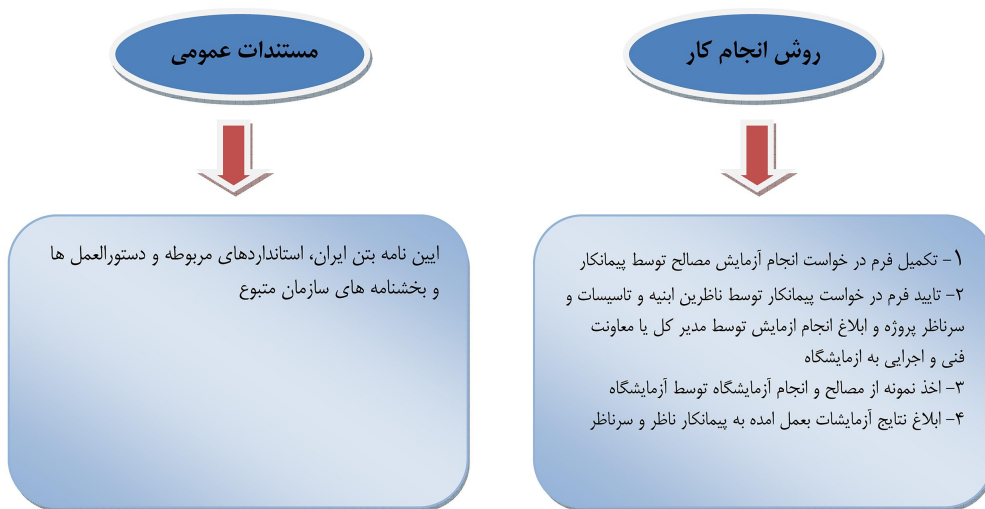 روش انجام کار
۱- تکمیل فرم در خواست انجام آزمایش مصالح توسط پیمانکار
۲- تایید فرم در خواست پیمانکار توسط ناظرین ابنیه و تاسیسات و
سرناظر پروژه و ابلاغ انجام ازمایش توسط مدیر کل یا معاونت
فنی و اجرایی به ازمایشگاه
۳- اخذ نمونه از مصالح و انجام آزمایشگاه توسط آزمایشگاه
۴- ابلاغ نتایج آزمایشات بعمل امده به پیمانکار ناظر و سرناظر
مستندات عمومی
ایین نامه بتن ایران، استانداردهای مربوطه و دستورالعمل ها
و بخشنامه های سازمان متبوع